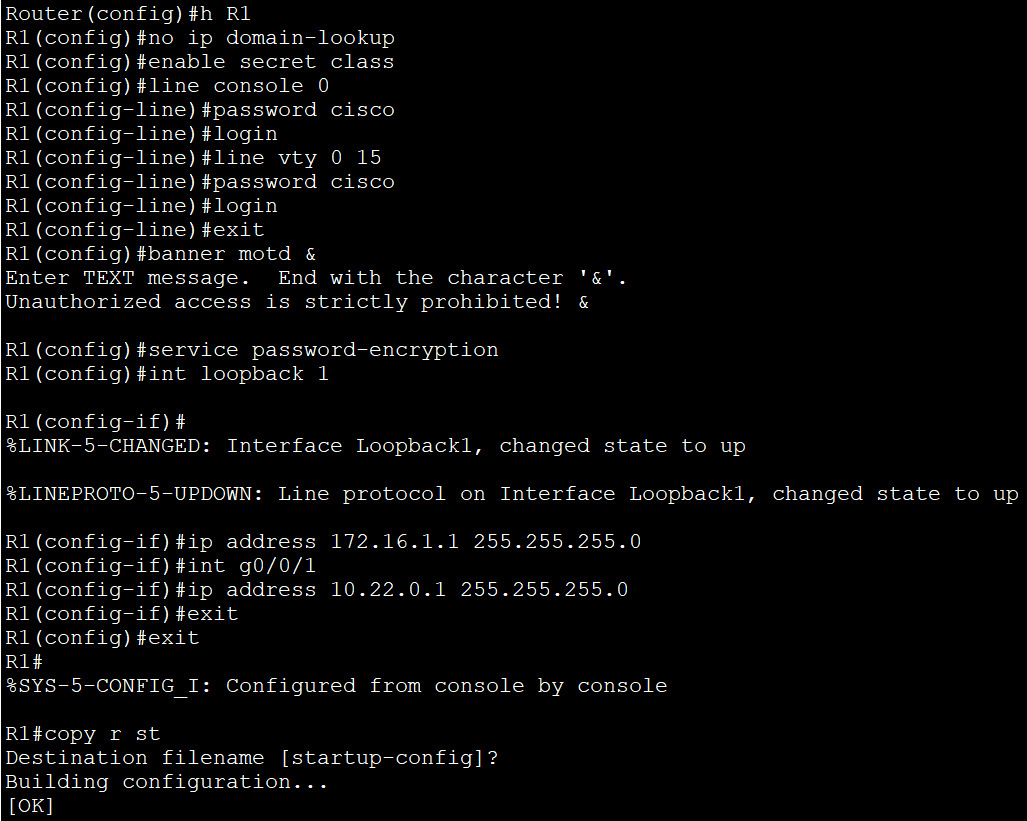 Router(config)#h R1
R1(config)#no ip domain-lookup
R1(config)#enable secret class
R1(config)#line console 0
R1(config-line)#password cisco
R1(config-line)#login
R1(config-line)#line vty 0 15
R1(config-line)#password cisco
R1(config-line)#login
R1(config-line)#exit
R1(config)#banner motd &
Enter TEXT message.  End with the character '&'.
Unauthorized access is strictly prohibited! &
R1(config)#service password-encryption
R1(config)#int loopback 1
R1(config-if)#
%LINK-5-CHANGED: Interface Loopback1, changed state to up
%LINEPROTO-5-UPDOWN: Line protocol on Interface Loopback1, changed state to up
R1(config-if)#ip address 172.16.1.1 255.255.255.0
R1(config-if)#int g0/0/1
R1(config-if)#ip address 10.22.0.1 255.255.255.0
R1(config-if)#exit
R1(config)#exit
R1#
%SYS-5-CONFIG_I: Configured from console by console
R1#copy r st
Destination filename [startup-config]?
Building configuration...
[OK]